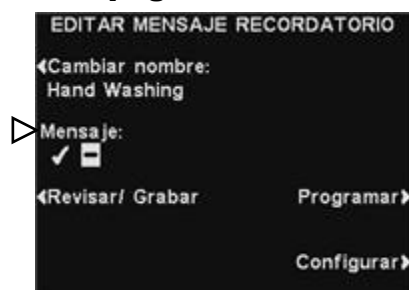 EDITAR MENSAJE RECORDATORIO
Cambiar nombre:
Hand Washing
Mensaje:
Revisar/ Grabar
Programar
Configurar